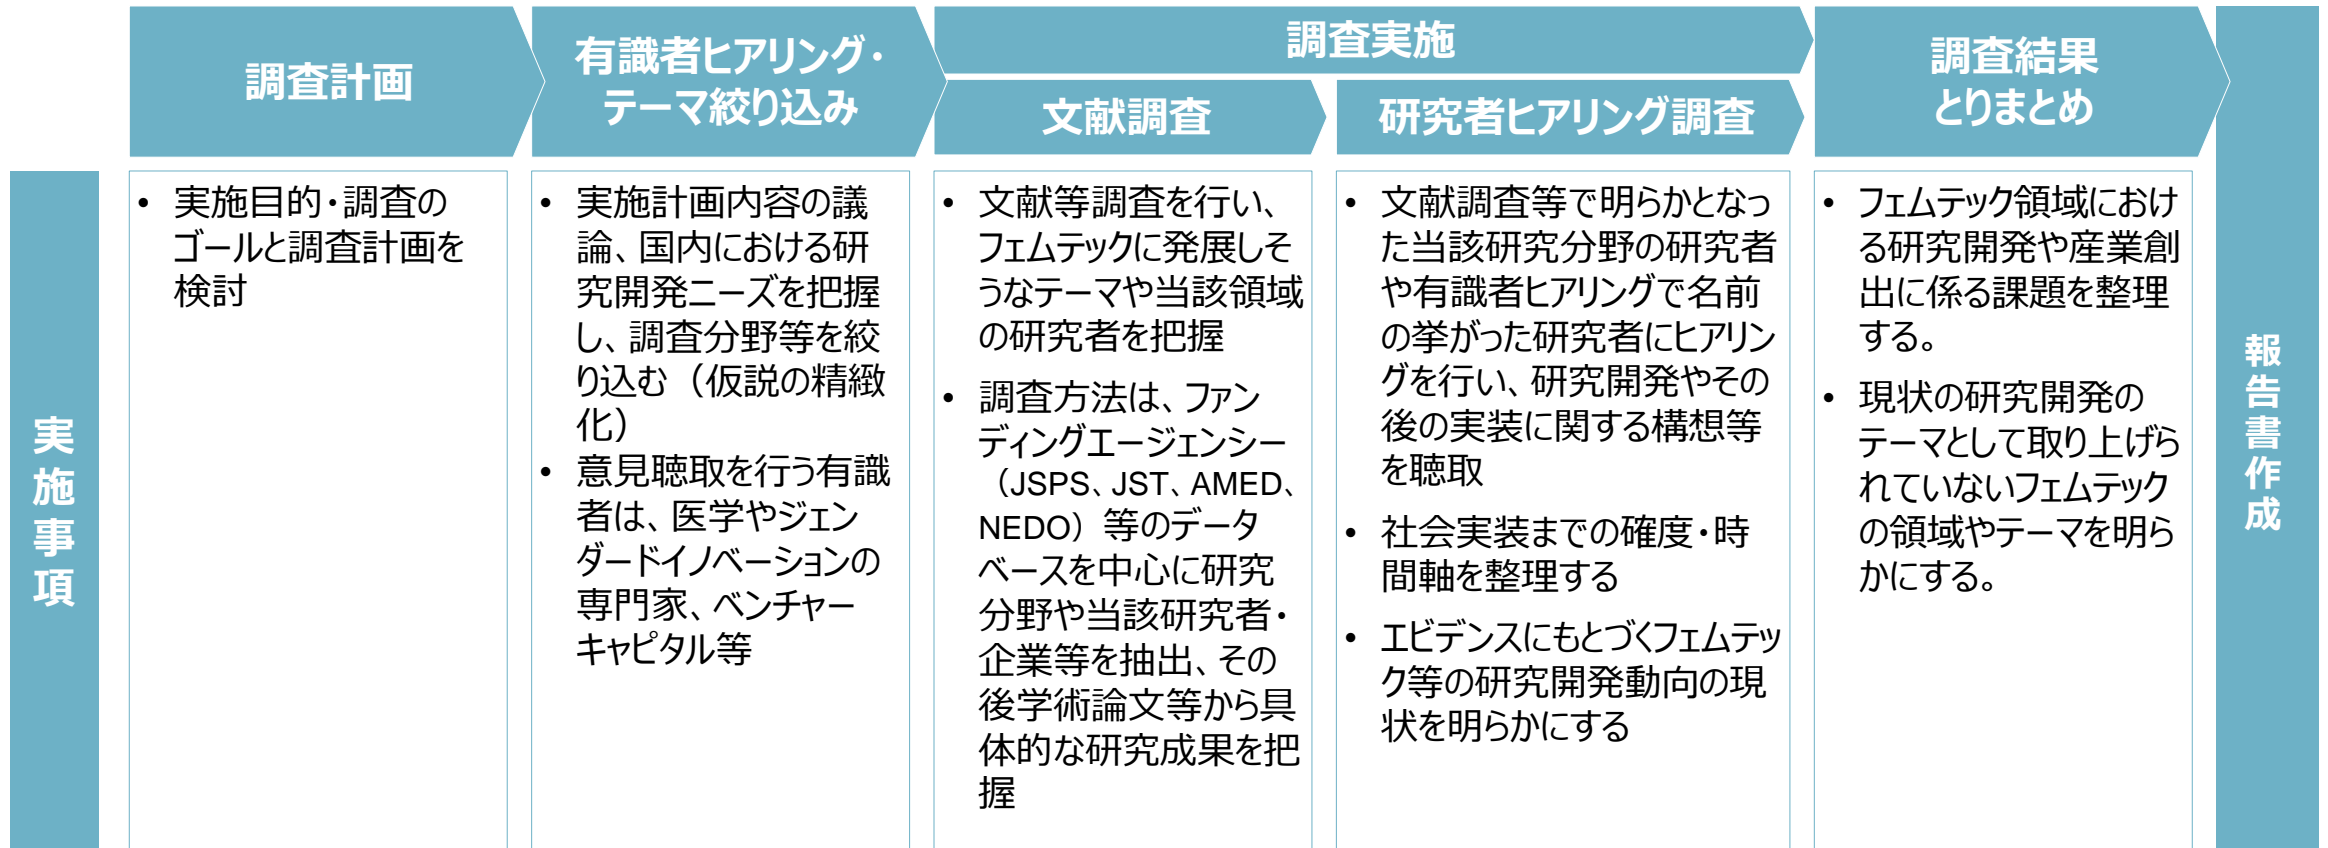 調査計画
有識者ヒアリング・
テーマ絞り込み
調査実施
文献調査
研究者ヒアリング調査
調査結果
とりまとめ
報告書作成
実施事項
• 実施目的・調査の
ゴールと調査計画を
検討
• 実施計画内容の議
論、国内における研
究開発ニーズを把握
し、調査分野等を絞
り込む（仮説の精緻
化）
• 意見聴取を行う有識
者は、医学やジェン
ダードイノベーションの
専門家、ベンチャー
キャピタル等
• 文献等調査を行い、
フェムテックに発展しそ
うなテーマや当該領域
の研究者を把握
• 調査方法は、ファン
ディングエージェンシー
（JSPS、JST、AMED、
NEDO）等のデータ
ベースを中心に研究
分野や当該研究者・
企業等を抽出、その
後学術論文等から具
体的な研究成果を把
握
• 文献調査等で明らかとなっ
た当該研究分野の研究者
や有識者ヒアリングで名前
の挙がった研究者にヒアリン
グを行い、研究開発やその
後の実装に関する構想等
を聴取
• 社会実装までの確度・時
間軸を整理する
• エビデンスにもとづくフェムテッ
ク等の研究開発動向の現
状を明らかにする
• フェムテック領域におけ
る研究開発や産業創
出に係る課題を整理
する。
• 現状の研究開発の
テーマとして取り上げら
れていないフェムテック
の領域やテーマを明ら
かにする。